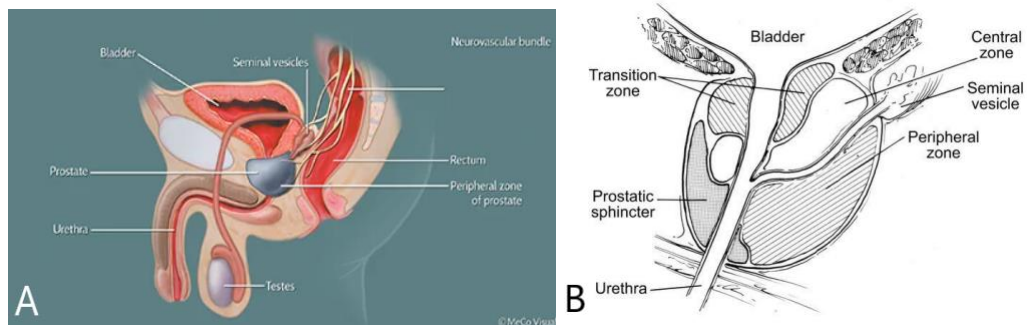 Bladder
Seminal vesicles
Neurovascular bundle
Prostate
Rectum
Peripheral zone
of prostate
Urethra
Testes
A
© MeCo Visual
Bladder
Central
zone
Transition
zone
Seminal
vesicle
Peripheral
zone
Prostatic
sphincter
Urethra
B